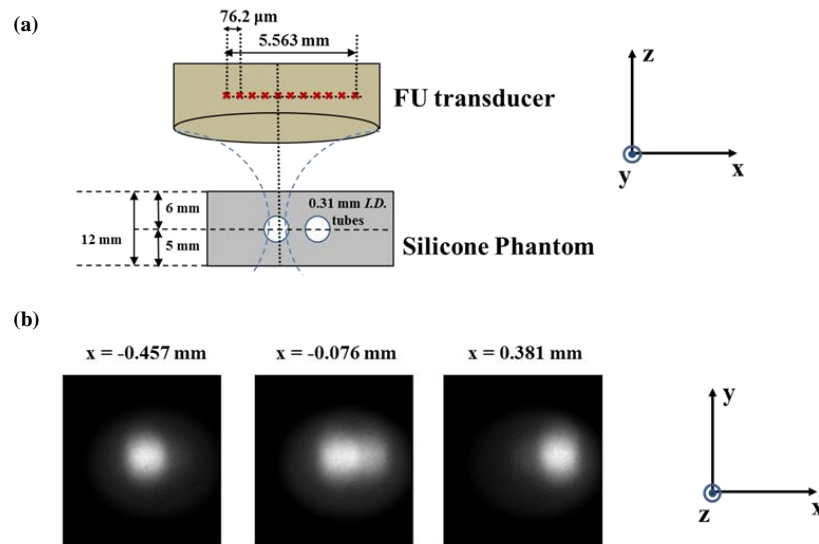 (a)
76.2 µm
5.563 mm
FU transducer
z
y
x
6 mm
12 mm
5 mm
0.31 mm I.D.
tubes
Silicone Phantom
(b)
x = -0.457 mm
x = -0.076 mm
x = 0.381 mm
y
z
x